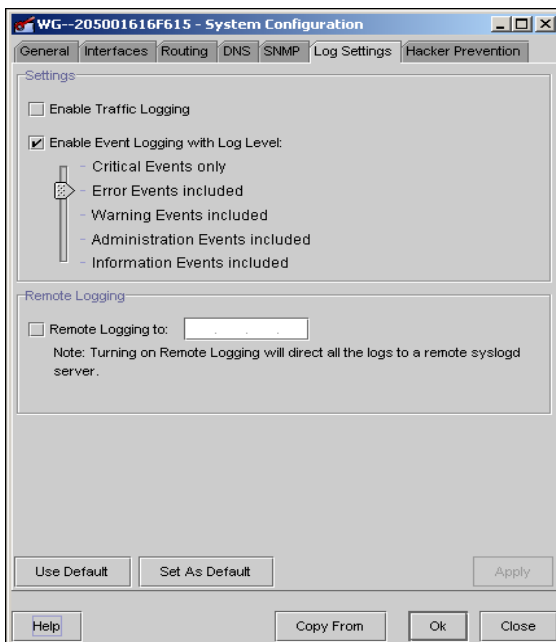 WG--205001616F615 - System Configuration
General Interfaces Routing DNS SNMP Log Settings Hacker Prevention
Settings
Enable Traffic Logging
Enable Event Logging with Log Level:
- Critical Events only
- Error Events included
- Warning Events included
- Administration Events included
- Information Events included
Remote Logging
Remote Logging to: . . .
Note: Turning on Remote Logging will direct all the logs to a remote syslogd
server.
Use Default Set As Default Apply
Help Copy From Ok Close